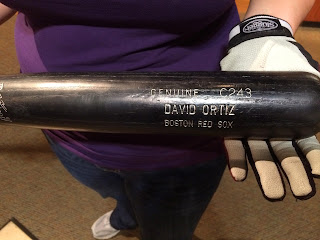 GENUINE C243
DAVID ORTIZ
BOSTON RED SOX